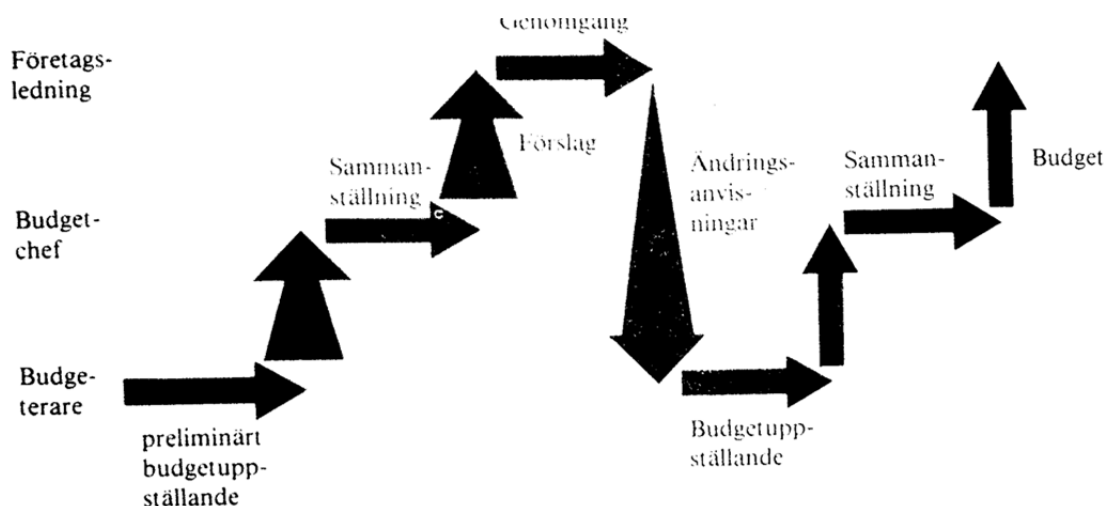 Genomgång
Företags-
ledning
Förslag
Samman-
ställning
Ändrings-
anvis-
ningar
Samman-
ställning
Budget
Budget-
chef
Budge-
terare
preliminärt
budgetupp-
ställande
Budgetupp-
ställande